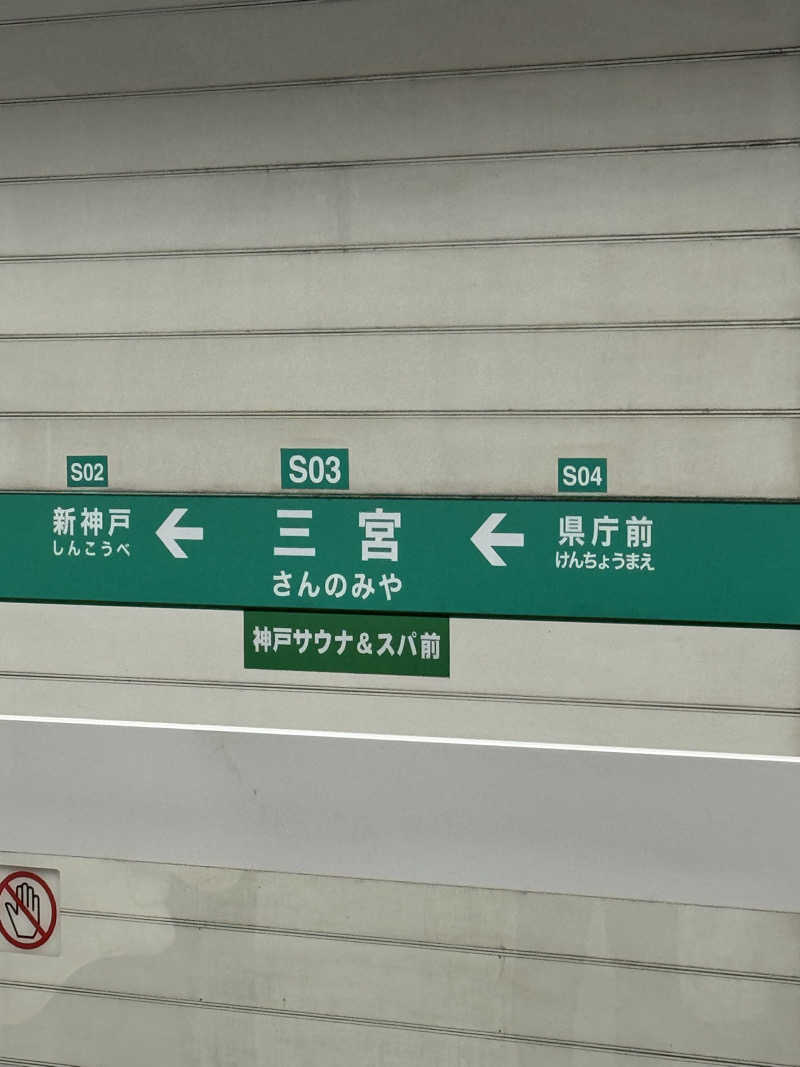 S02
新神戸
しんこうべ
S03
三宮
さんのみや
S04
県庁前
けんちょうまえ
神戸サウナ&スパ前